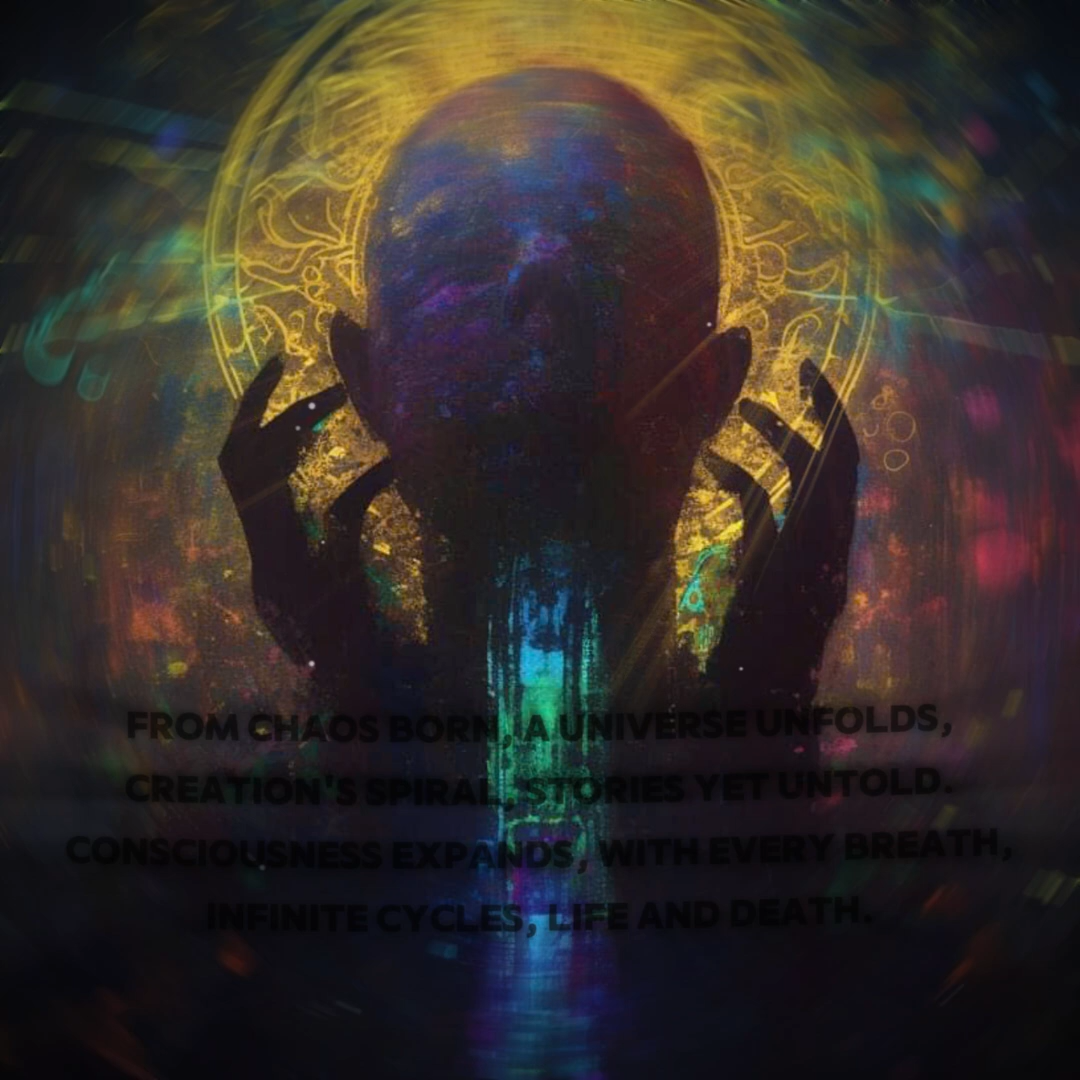 FROM CHAOS BORN, A UNIVERSE UNFOLDS,
CREATION'S SPIRAL, STORIES YET UNTOLD.
CONSCIOUSNESS EXPANDS, WITH EVERY BREATH,
INFINITE CYCLES, LIFE AND DEATH.